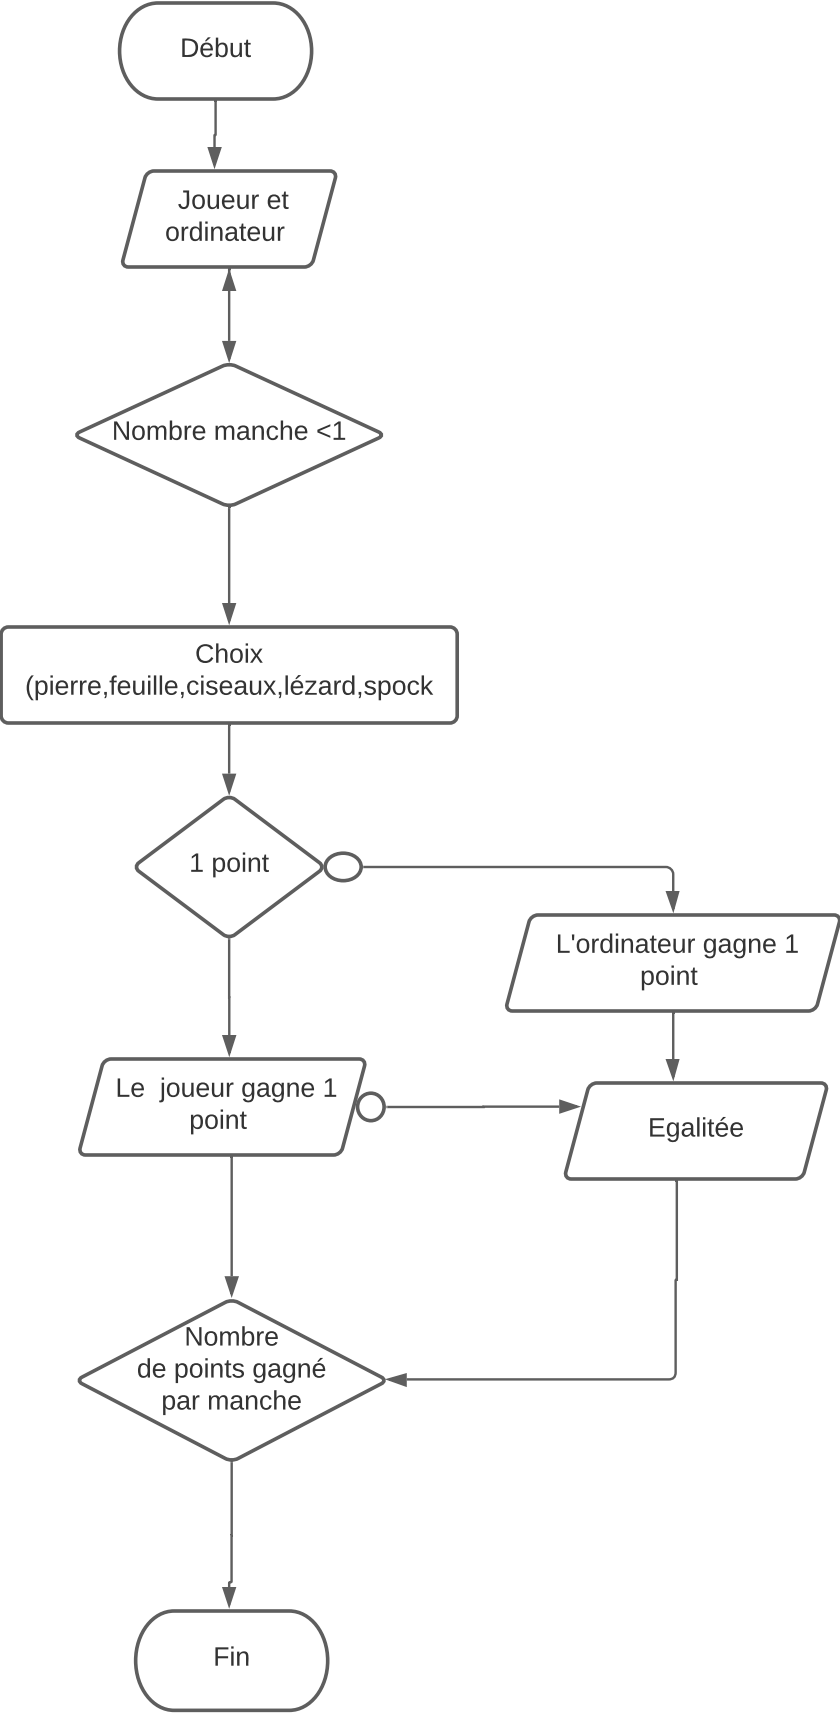 Début
Joueur et
ordinateur
Nombre manche <1
Choix
(pierre,feuille,ciseaux,lézard,spock
1 point
L'ordinateur gagne 1
point
Le  joueur gagne 1
point
Egalitée
Nombre
de points gagné
par manche
Fin